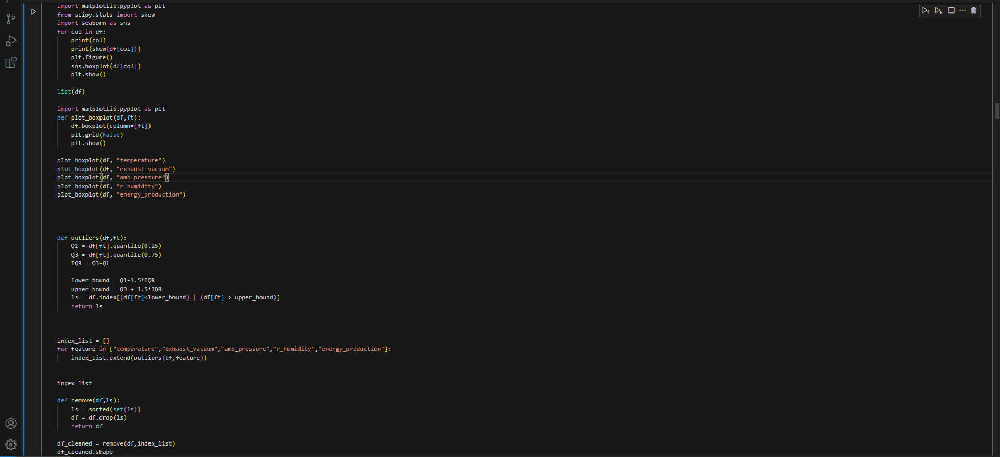 import matplotlib.pyplot as plt
from scipy.stats import skew
import seaborn as sns
for col in df:
    print(col)
    print(skew(df[col]))
    plt.figure()
    sns.boxplot(df[col])
    plt.show()
list(df)
import matplotlib.pyplot as plt
def plot_boxplot(df,ft):
    df.boxplot(column=[ft])
    plt.grid(False)
    plt.show()
plot_boxplot(df, "temperature")
plot_boxplot(df, "exhaust_vacuum")
plot_boxplot(df, "amb_pressure")
plot_boxplot(df, "r_humidity")
plot_boxplot(df, "energy_production")
def outliers(df,ft):
    Q1 = df[ft].quantile(0.25)
    Q3 = df[ft].quantile(0.75)
    IQR = Q3-Q1
    lower_bound = Q1-1.5*IQR
    upper_bound = Q3 + 1.5*IQR
    ls = df.index[(df[ft]<lower_bound) | (df[ft] > upper_bound)]
    return ls
index_list = []
for feature in ["temperature","exhaust_vacuum","amb_pressure","r_humidity","energy_production"]:
    index_list.extend(outliers(df,feature))
index_list
def remove(df,ls):
    ls = sorted(set(ls))
    df = df.drop(ls)
    return df
df_cleaned = remove(df,index_list)
df_cleaned.shape